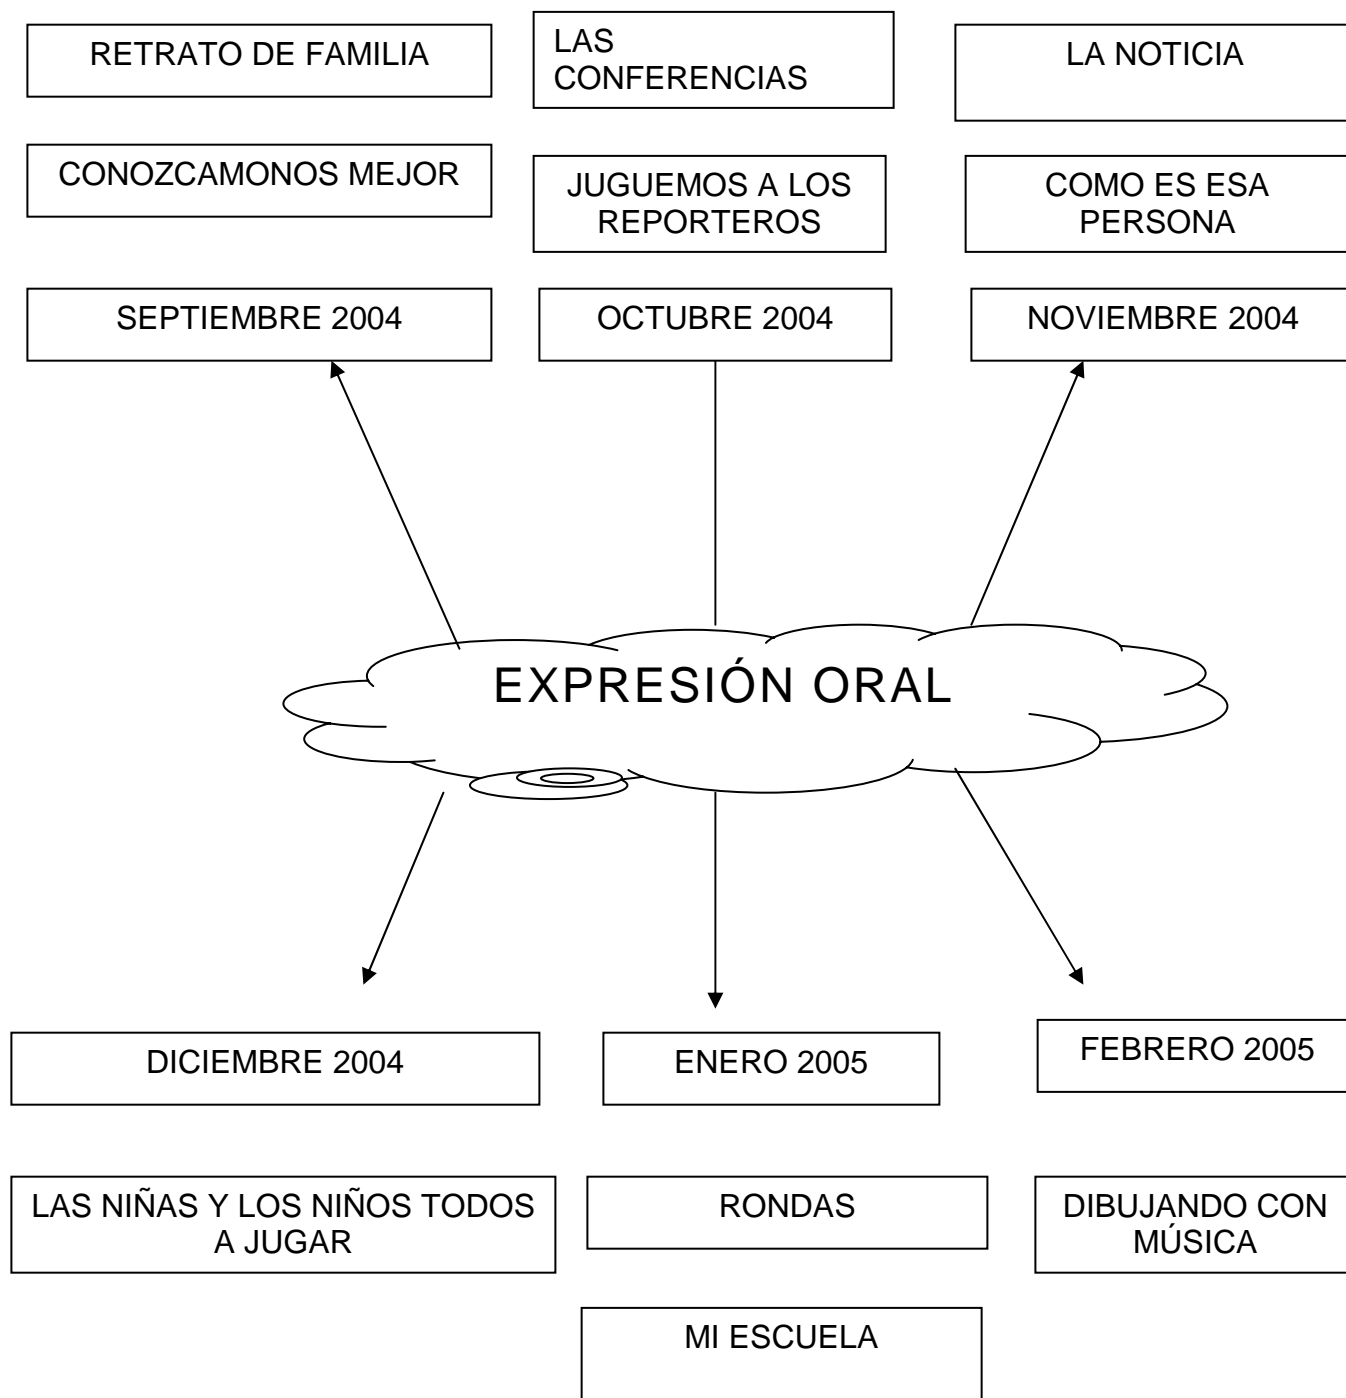 RETRATO DE FAMILIA
LAS
CONFERENCIAS
LA NOTICIA
CONOZCAMONOS MEJOR
JUGUEMOS A LOS
REPORTEROS
COMO ES ESA
PERSONA
SEPTIEMBRE 2004
OCTUBRE 2004
NOVIEMBRE 2004
EXPRESIÓN ORAL
DICIEMBRE 2004
ENERO 2005
FEBRERO 2005
LAS NIÑAS Y LOS NIÑOS TODOS
A JUGAR
RONDAS
DIBUJANDO CON
MÚSICA
MI ESCUELA